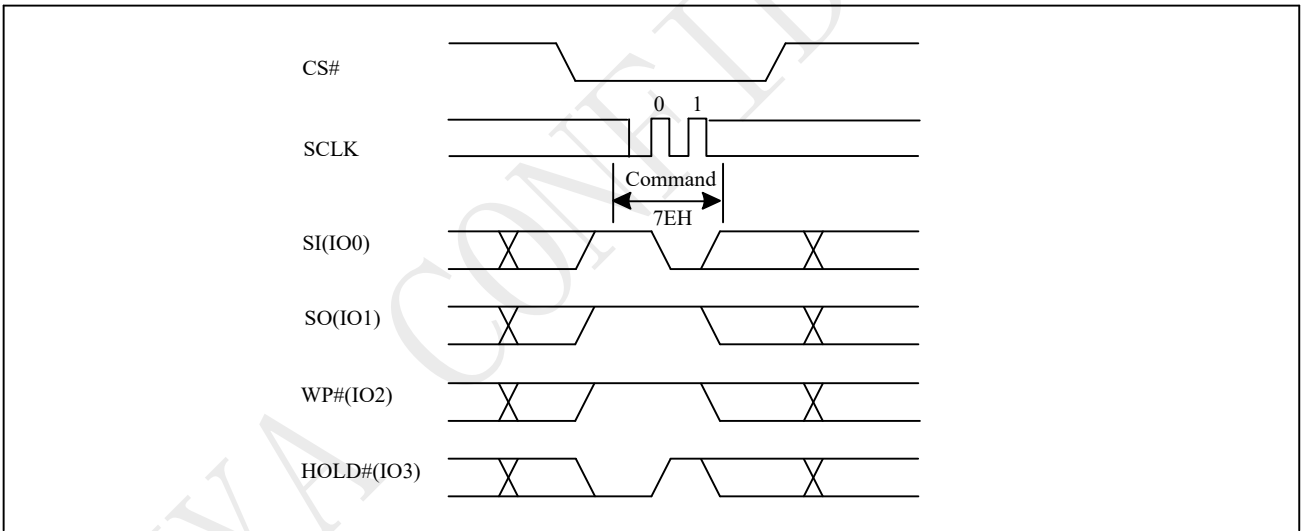 CS#
0 1
SCLK
Command
7EH
SI(IO0)
SO(IO1)
WP#(IO2)
HOLD#(IO3)